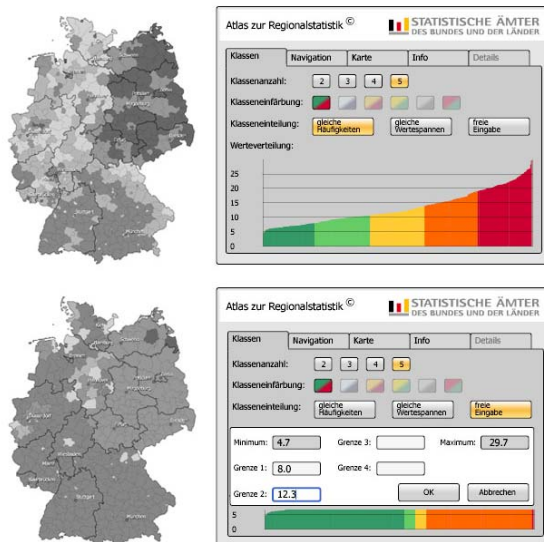 Atlas zur Regionalstatistik ©
STATISTISCHE ÄMTER
DES BUNDES UND DER LÄNDER
Klassen Navigation Karte Info Details
Klassenanzahl: 2 3 4 5
Klasseneinfärbung:
Klasseneinteilung: gleiche Häufigkeiten gleiche Wertespannen freie Eingabe
Werteverteilung:
25
20
15
10
5
0
Stuttgart
Atlas zur Regionalstatistik ©
STATISTISCHE ÄMTER
DES BUNDES UND DER LÄNDER
Klassen Navigation Karte Info Details
Klassenanzahl: 2 3 4 5
Klasseneinfärbung:
Klasseneinteilung: gleiche Häufigkeiten gleiche Wertespannen freie Eingabe
Minimum: 4.7 Grenze 3: Maximum: 29.7
Grenze 1: 8.0 Grenze 4:
Grenze 2: 12.3 OK Abbrechen
5
0
Stuttgart